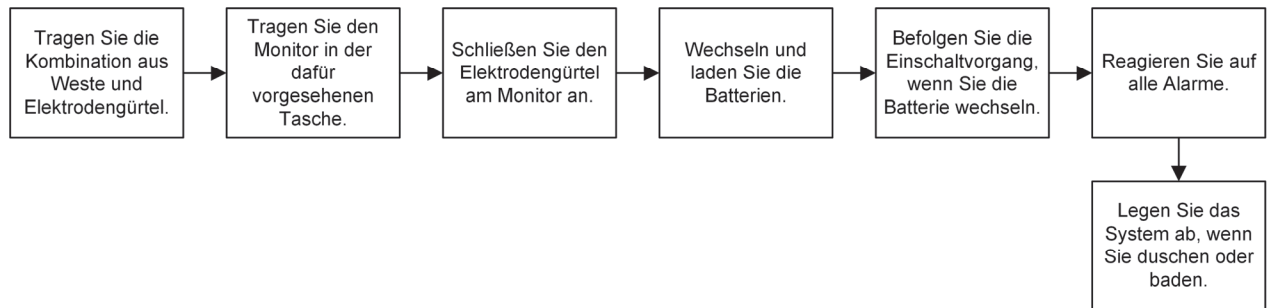 Tragen Sie die
Kombination aus
Weste und
Elektrodengürtel.
Tragen Sie den
Monitor in der
dafür
vorgesehenen
Tasche.
Schließen Sie den
Elektrodengürtel
am Monitor an.
Wechseln und
laden Sie die
Batterien.
Befolgen Sie die
Einschaltvorgang,
wenn Sie die
Batterie wechseln.
Reagieren Sie auf
alle Alarme.
Legen Sie das
System ab, wenn
Sie duschen oder
baden.